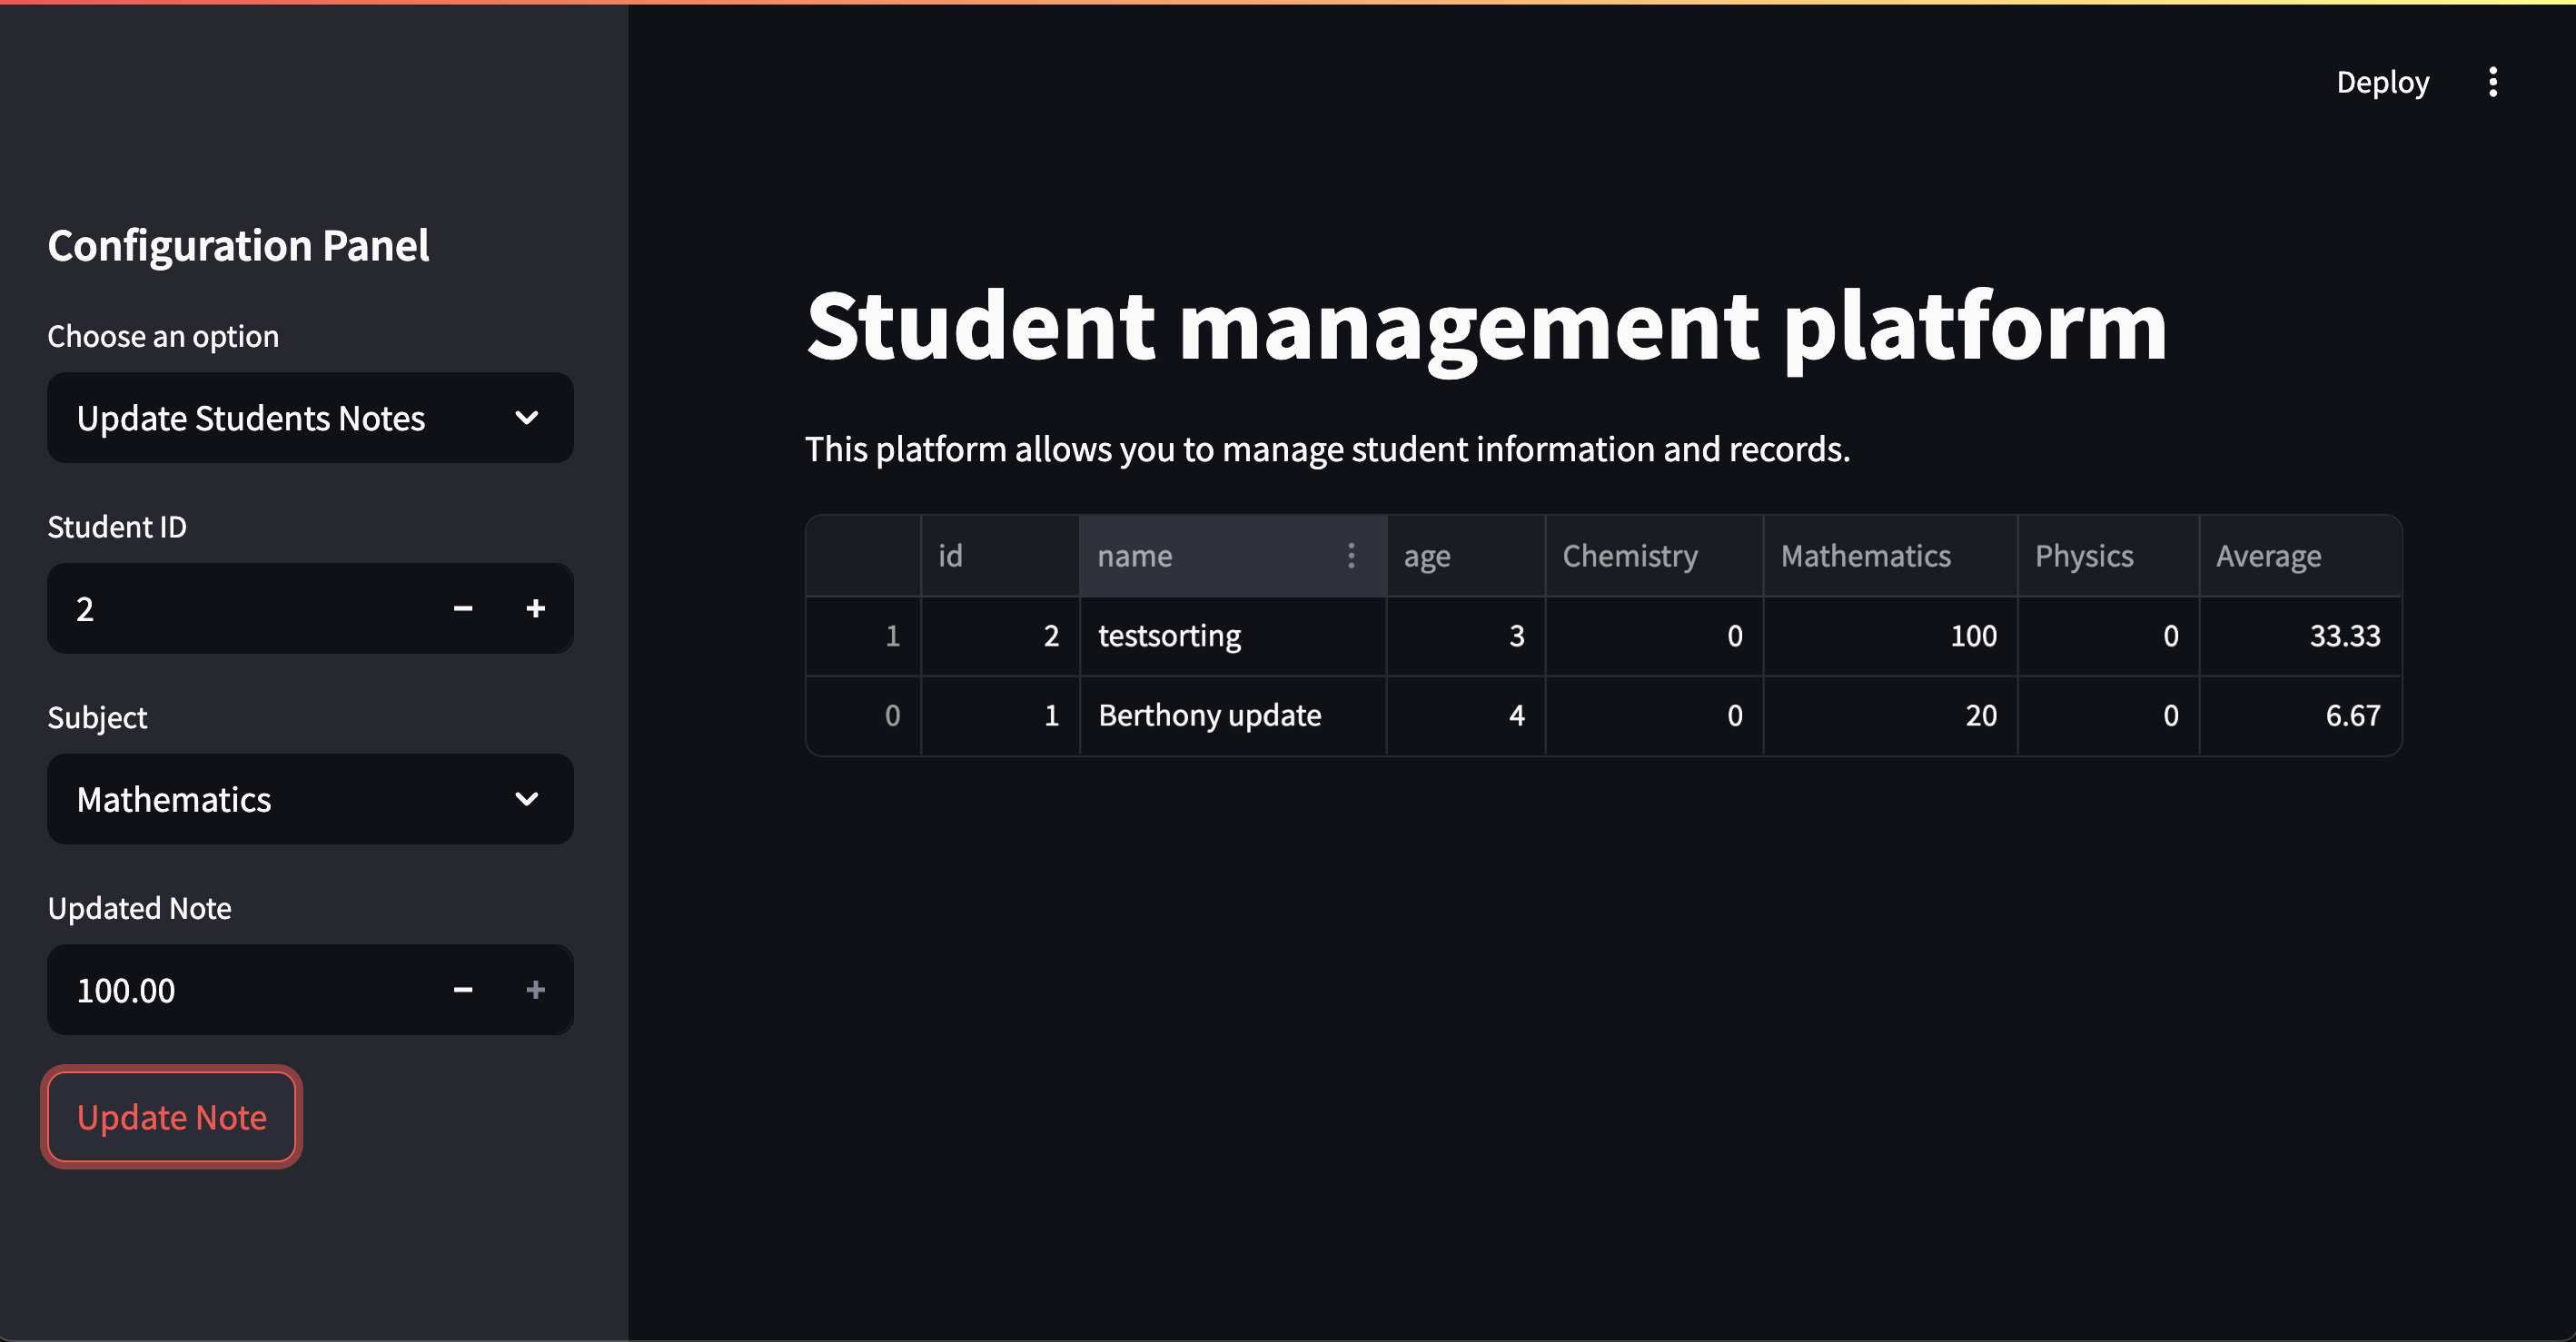 Deploy
Configuration Panel
Choose an option
Update Students Notes
Student ID
2
Subject
Mathematics
Updated Note
100.00
Update Note
Student management platform
This platform allows you to manage student information and records.
id name age Chemistry Mathematics Physics Average
1 2 testsorting 3 0 100 0 33.33
0 1 Berthony update 4 0 20 0 6.67